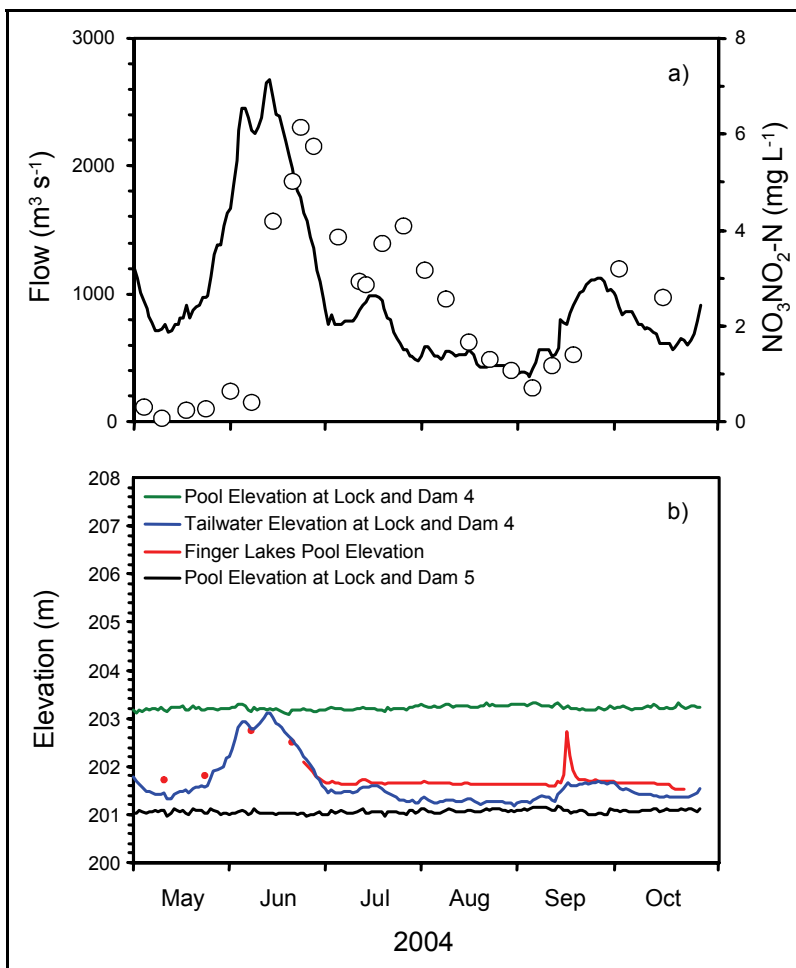 3000
2000
1000
0
Flow (m³ s⁻¹)
a)
8
6
4
2
0
NO₃NO₂-N (mg L⁻¹)
208
207
206
205
204
203
202
201
200
Elevation (m)
Pool Elevation at Lock and Dam 4
Tailwater Elevation at Lock and Dam 4
Finger Lakes Pool Elevation
Pool Elevation at Lock and Dam 5
b)
May Jun Jul Aug Sep Oct
2004